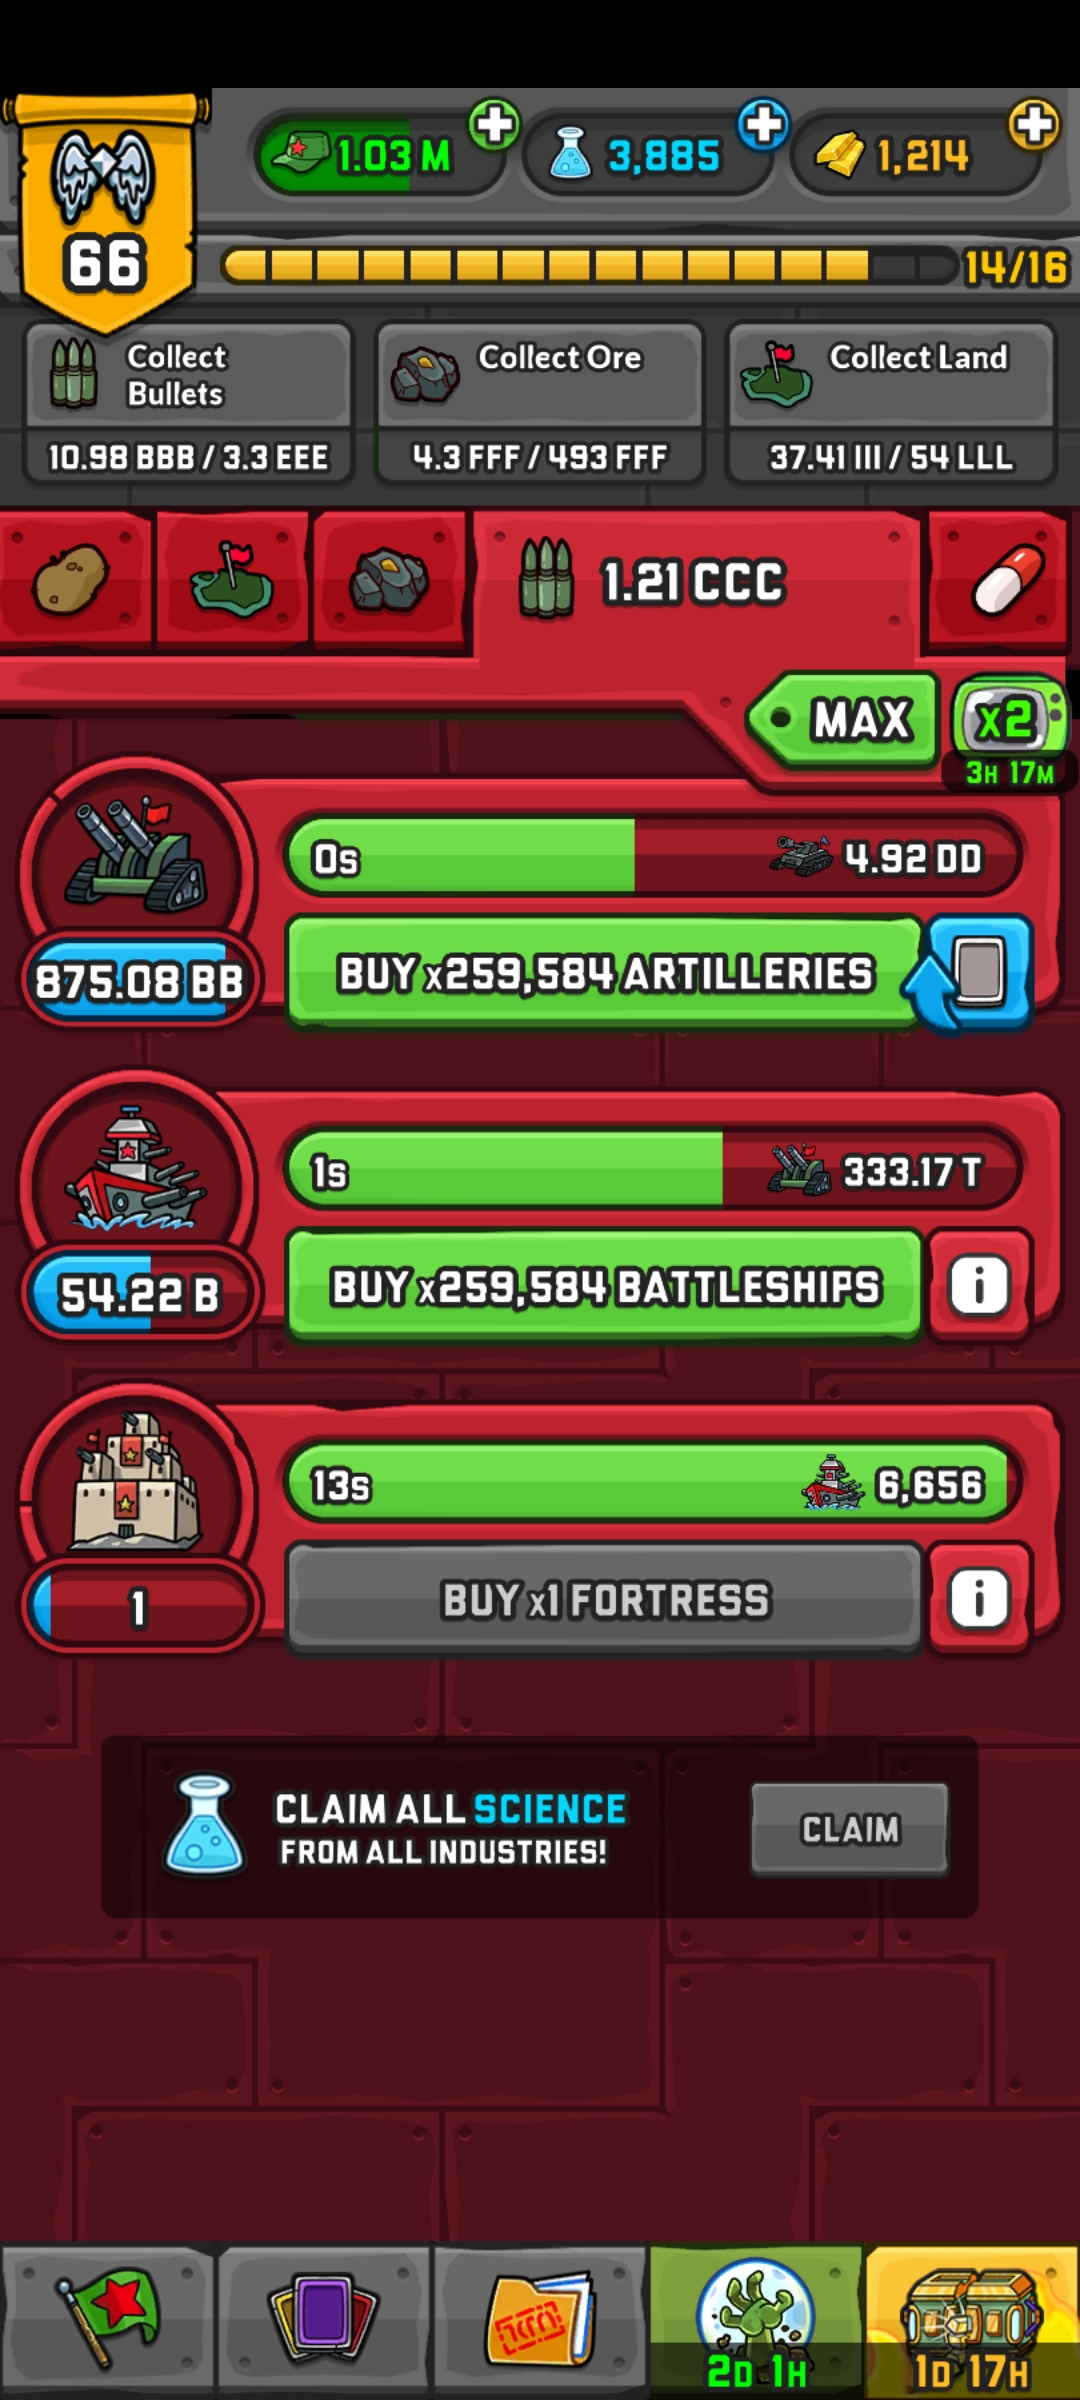 1.03 M
3,885
1,214
66
14/16
Collect
Bullets
10.98 BBB / 3.3 EEE
Collect Ore
4.3 FFF / 493 FFF
Collect Land
37.41 III / 54 LLL
1.21 CCC
MAX
x2
3H 17M
0s
4.92 DD
875.08 BB
BUY x259,584 ARTILLERIES
1s
333.17 T
54.22 B
BUY x259,584 BATTLESHIPS
i
13s
6,656
1
BUY x1 FORTRESS
i
CLAIM ALL SCIENCE
FROM ALL INDUSTRIES!
CLAIM
2D 1H
1D 17H